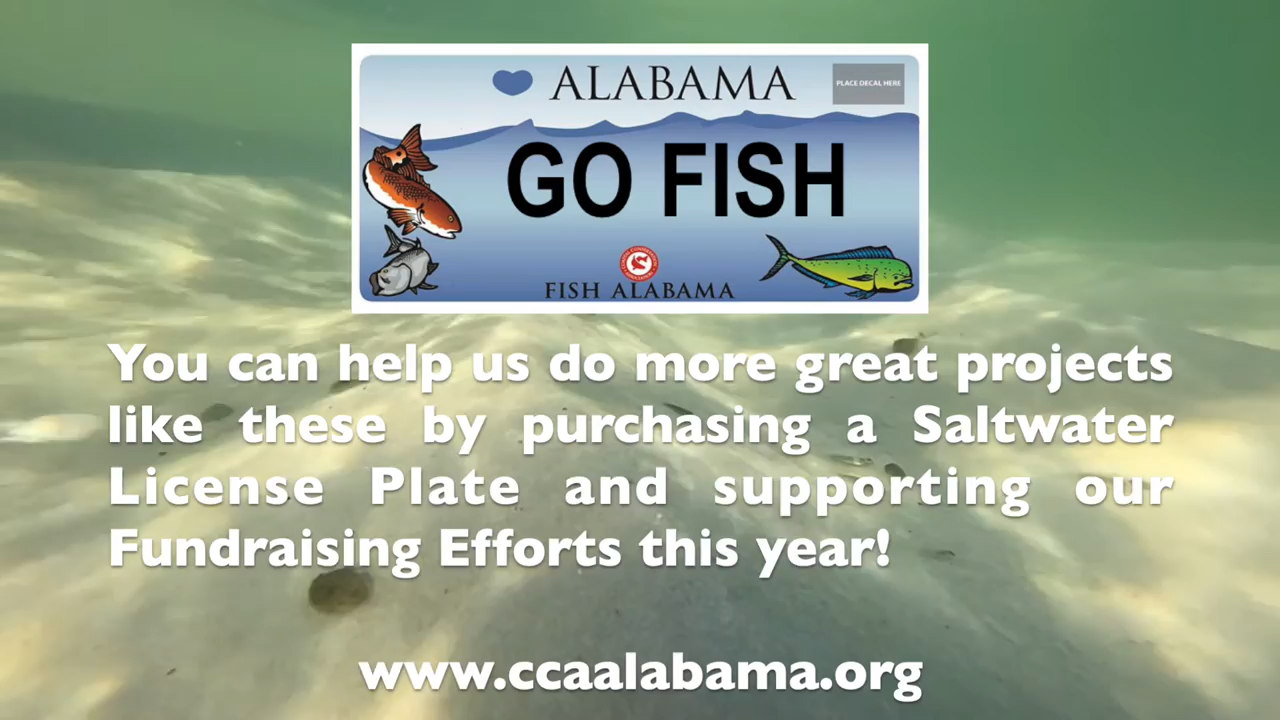 ALABAMA
PLACE DECAL HERE
GO FISH
FISH ALABAMA
You can help us do more great projects
like these by purchasing a Saltwater
License Plate and supporting our
Fundraising Efforts this year!
www.ccaalabama.org